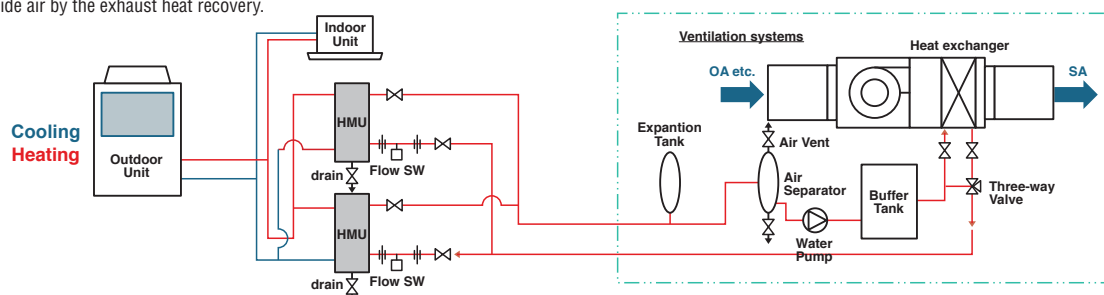 ide air by the exhaust heat recovery.
Indoor
Unit
Ventilation systems
Heat exchanger
OA etc.
SA
Cooling
Heating
Outdoor
Unit
HMU
Flow SW
drain
Expantion
Tank
Air Vent
Air
Separator
Buffer
Tank
Three-way
Valve
Water
Pump
HMU
Flow SW
drain